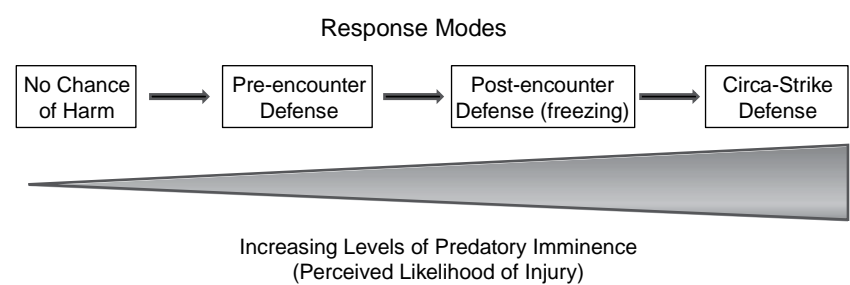 Response Modes
No Chance
of Harm
Pre-encounter
Defense
Post-encounter
Defense (freezing)
Circa-Strike
Defense
Increasing Levels of Predatory Imminence
(Perceived Likelihood of Injury)